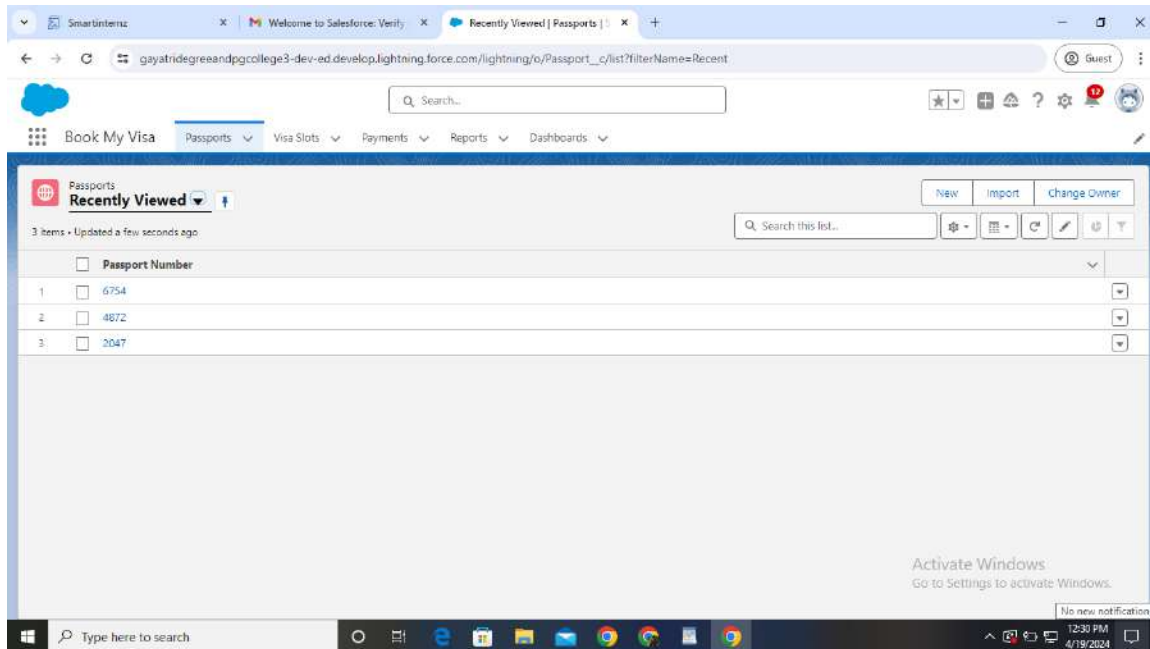 Smartinternz
Welcome to Salesforce: Verify
Recently Viewed | Passports |
gayatridegreeandpgcollege3-dev-ed.develop.lightning.force.com/lightning/o/Passport__c/list?filterName=Recent
Guest
Search...
12
Book My Visa Passports Visa Slots Payments Reports Dashboards
Passports
Recently Viewed
New Import Change Owner
3 items • Updated a few seconds ago
Search this list...
Passport Number
1 6754
2 4872
3 2047
Activate Windows
Go to Settings to activate Windows.
No new notification
Type here to search
12:30 PM
4/19/2024